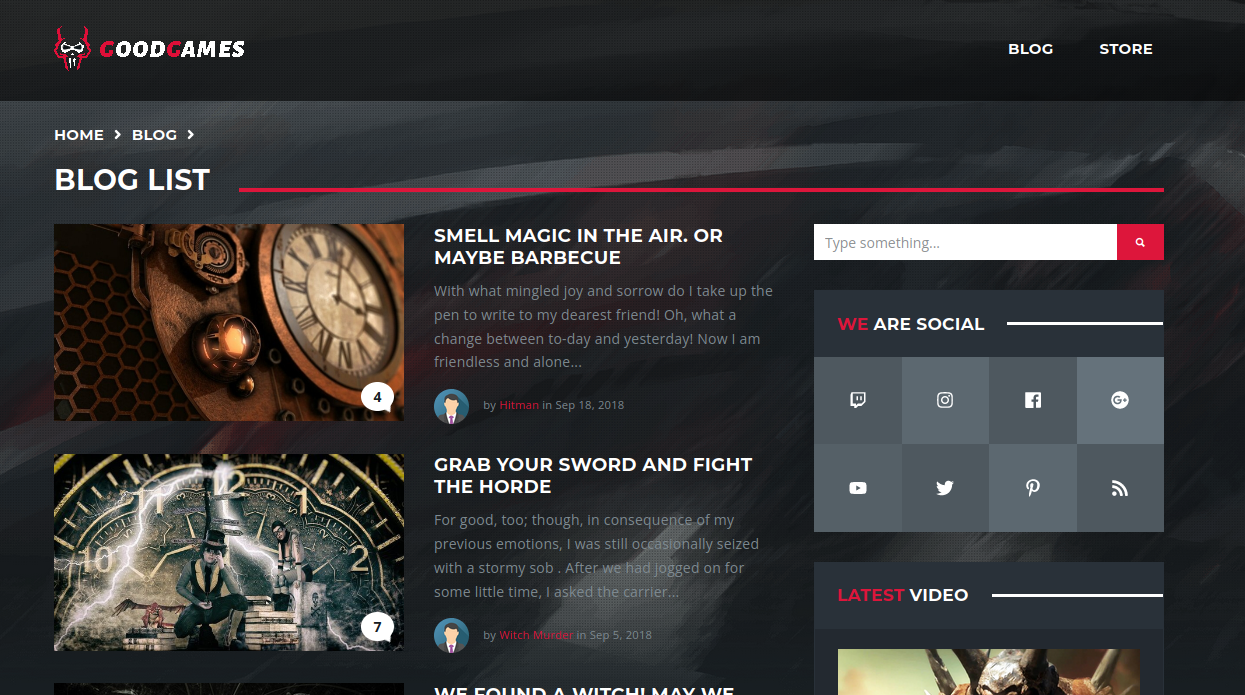 GOODGAMES
BLOG
STORE
HOME
BLOG
BLOG LIST
SMELL MAGIC IN THE AIR. OR
MAYBE BARBECUE
With what mingled joy and sorrow do I take up the
pen to write to my dearest friend! Oh, what a
change between to-day and yesterday! Now I am
friendless and alone...
4
by Hitman in Sep 18, 2018
GRAB YOUR SWORD AND FIGHT
THE HORDE
For good, too; though, in consequence of my
previous emotions, I was still occasionally seized
with a stormy sob . After we had jogged on for
some little time, I asked the carrier...
10
12
2
7
by Witch Murder in Sep 5, 2018
WE FOUND A WITCH! MAY WE
Type something...
WE ARE SOCIAL
LATEST VIDEO